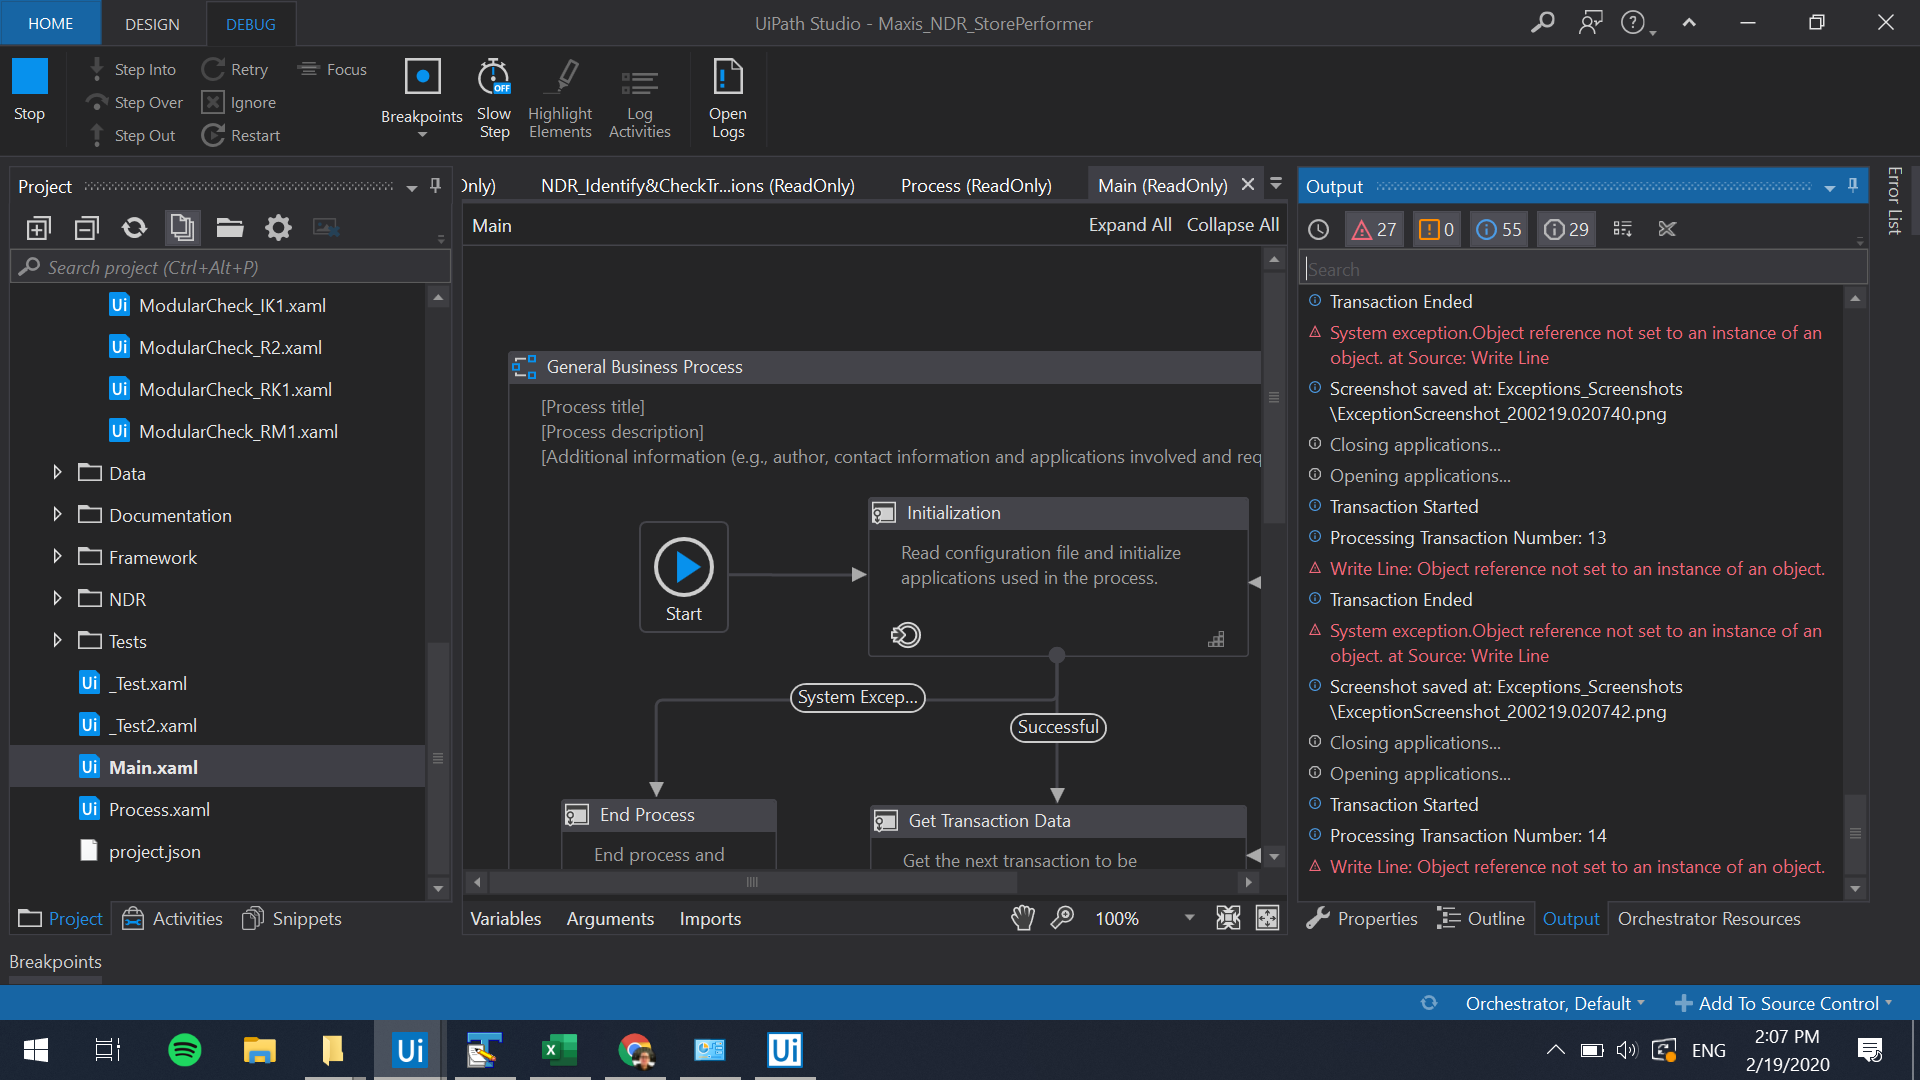 HOME
DESIGN
DEBUG
UiPath Studio - Maxis_NDR_StorePerformer
Stop
Step Into
Step Over
Step Out
Retry
Ignore
Restart
Focus
Breakpoints
OFF
Slow
Step
Highlight
Elements
Log
Activities
Open
Logs
Project
Search project (Ctrl+Alt+P)
Ui ModularCheck_IK1.xaml
Ui ModularCheck_R2.xaml
Ui ModularCheck_RK1.xaml
Ui ModularCheck_RM1.xaml
Data
Documentation
Framework
NDR
Tests
Ui _Test.xaml
Ui _Test2.xaml
Ui Main.xaml
Ui Process.xaml
project.json
Project
Activities
Snippets
Only)
NDR_Identify&CheckTr...ions (ReadOnly)
Process (ReadOnly)
Main (ReadOnly)
Main
Expand All
Collapse All
General Business Process
[Process title]
[Process description]
[Additional information (e.g., author, contact information and applications involved and req
Start
Initialization
Read configuration file and initialize
applications used in the process.
System Excep...
Successful
End Process
End process and
Get Transaction Data
Get the next transaction to be
Variables
Arguments
Imports
100%
Output
27
0
55
29
Search
Transaction Ended
System exception.Object reference not set to an instance of an
object. at Source: Write Line
Screenshot saved at: Exceptions_Screenshots
\ExceptionScreenshot_200219.020740.png
Closing applications...
Opening applications...
Transaction Started
Processing Transaction Number: 13
Write Line: Object reference not set to an instance of an object.
Transaction Ended
System exception.Object reference not set to an instance of an
object. at Source: Write Line
Screenshot saved at: Exceptions_Screenshots
\ExceptionScreenshot_200219.020742.png
Closing applications...
Opening applications...
Transaction Started
Processing Transaction Number: 14
Write Line: Object reference not set to an instance of an object.
Properties
Outline
Output
Orchestrator Resources
Error List
Breakpoints
Orchestrator, Default
Add To Source Control
Ui
Ui
ENG
2:07 PM
2/19/2020